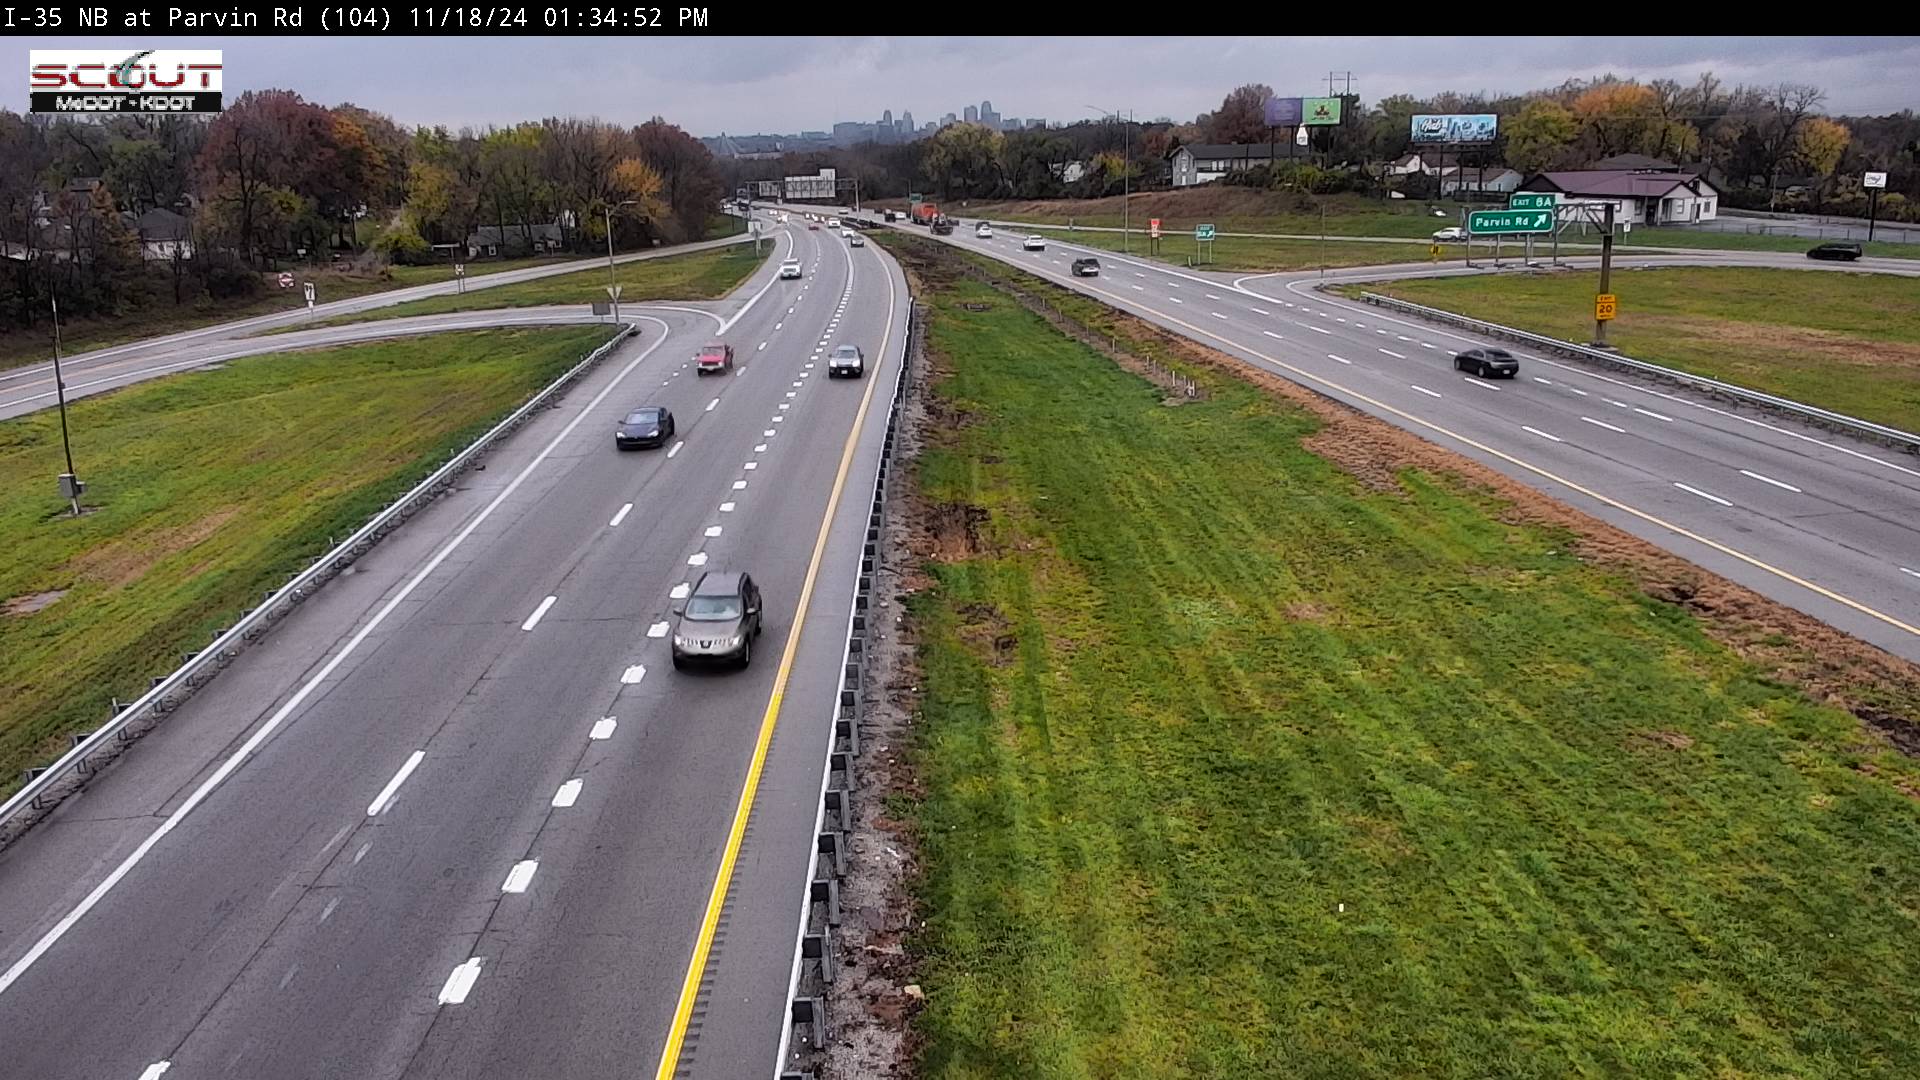 I-35 NB at Parvin Rd (104) 11/18/24 01:34:52 PM
SCOUT
MoDOT - KDOT
EXIT 6A
Parvin Rd
EXIT
20